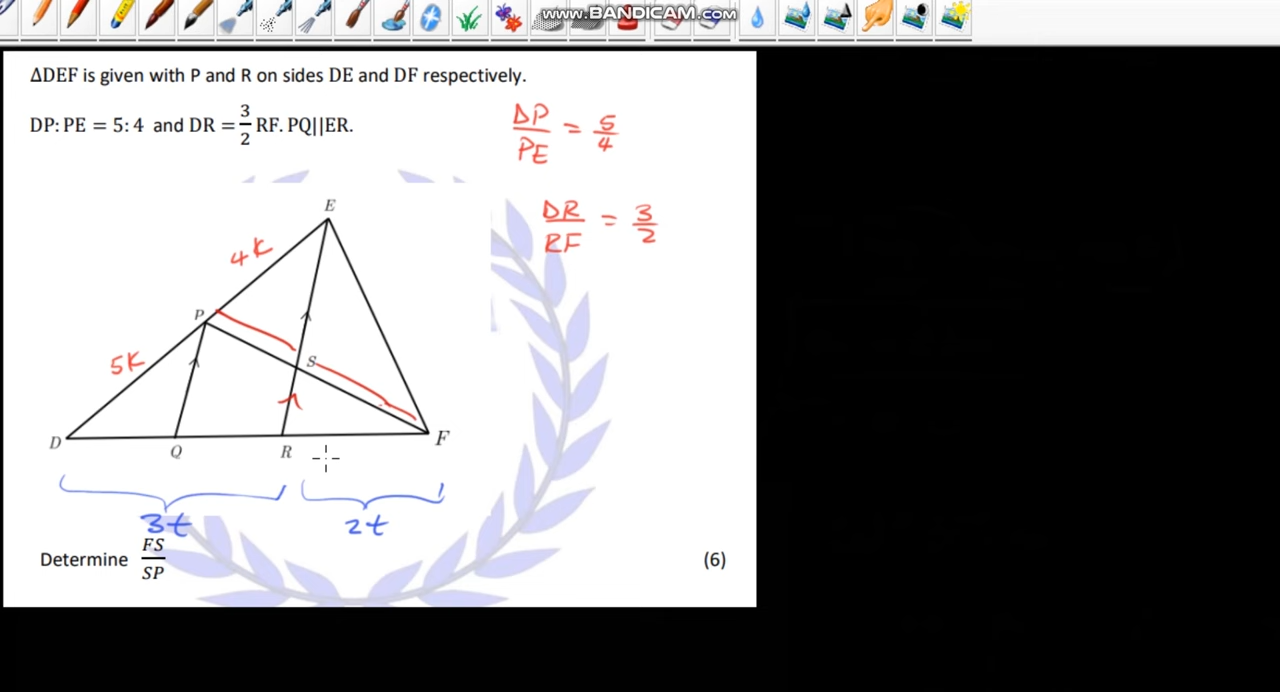 www.BANDICAM.com
ΔDEF is given with P and R on sides DE and DF respectively.
DP: PE = 5: 4 and DR = 3/2 RF. PQ||ER.
DP/PE = 5/4
DR/RF = 3/2
E
4K
P
5K
S
D
Q
R
F
3t
2t
Determine FS/SP
(6)